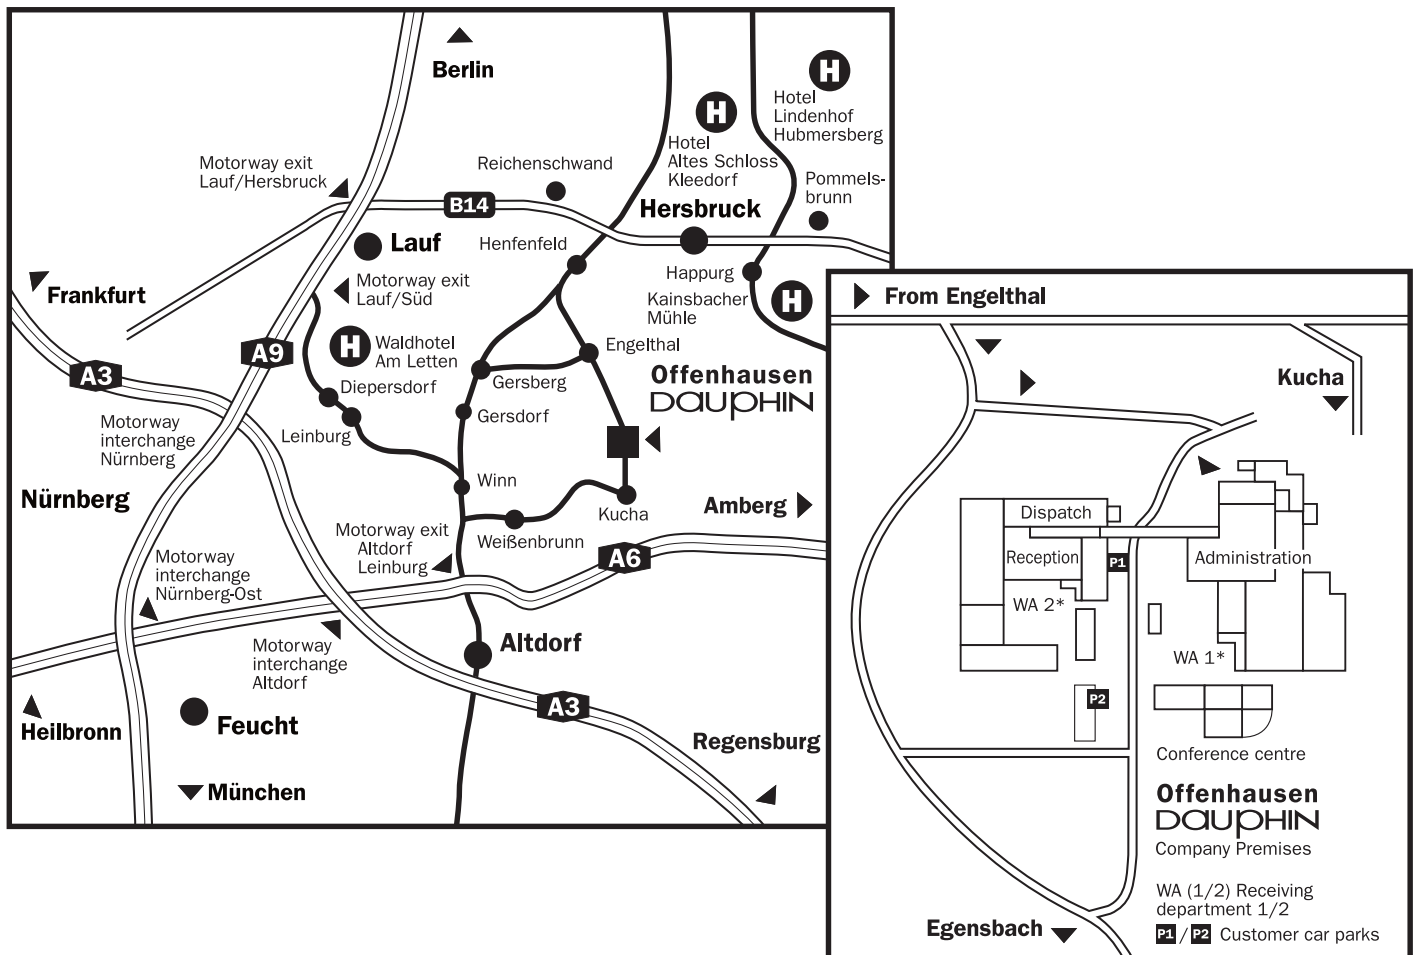 Berlin
H
Hotel
Lindenhof
Hubmersberg
H
Hotel
Altes Schloss
Kleedorf
Motorway exit
Lauf/Hersbruck
Reichenschwand
Pommels-
brunn
B14
Hersbruck
Lauf
Henfenfeld
Happurg
Motorway exit
Lauf/Süd
Frankfurt
Kainsbacher
Mühle
H
H
Waldhotel
Am Letten
A9
A3
Engelthal
Gersberg
Offenhausen
DAUPHIN
Diepersdorf
Gersdorf
Leinburg
Motorway
interchange
Nürnberg
Winn
Nürnberg
Kucha
Amberg
Motorway exit
Altdorf
Leinburg
Weißenbrunn
A6
Motorway
interchange
Nürnberg-Ost
Motorway
interchange
Altdorf
Altdorf
A3
Heilbronn
Feucht
Regensburg
München
From Engelthal
Kucha
Dispatch
Reception
P1
Administration
WA 2*
WA 1*
P2
Conference centre
Offenhausen
DAUPHIN
Company Premises
WA (1/2) Receiving
department 1/2
P1 / P2 Customer car parks
Egensbach